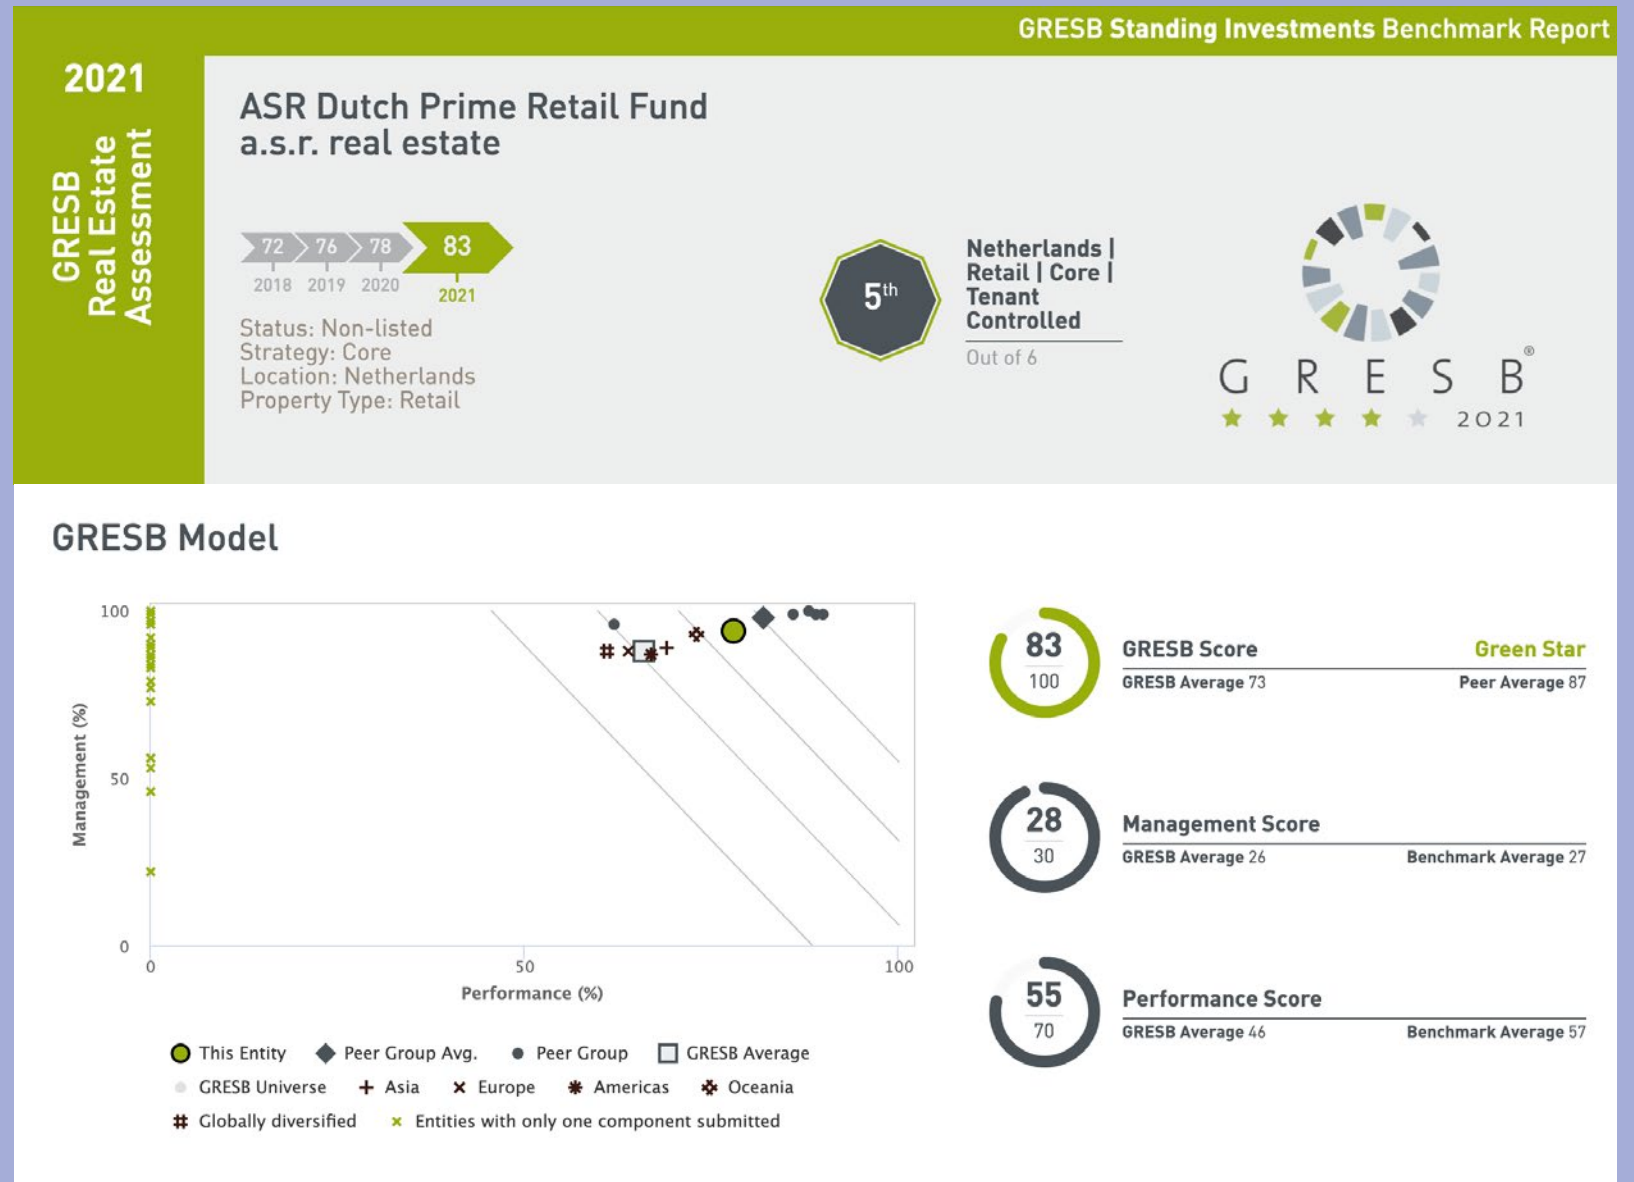 GRESB Standing Investments Benchmark Report
2021
GRESB
Real Estate
Assessment
ASR Dutch Prime Retail Fund
a.s.r. real estate
72 76 78 83
2018 2019 2020 2021
Status: Non-listed
Strategy: Core
Location: Netherlands
Property Type: Retail
5th
Netherlands |
Retail | Core |
Tenant
Controlled
Out of 6
G R E S B®
2021
GRESB Model
100
50
0
Management (%)
0 50 100
Performance (%)
This Entity Peer Group Avg. Peer Group GRESB Average
GRESB Universe Asia Europe Americas Oceania
Globally diversified Entities with only one component submitted
83
100
GRESB Score Green Star
GRESB Average 73 Peer Average 87
28
30
Management Score
GRESB Average 26 Benchmark Average 27
55
70
Performance Score
GRESB Average 46 Benchmark Average 57